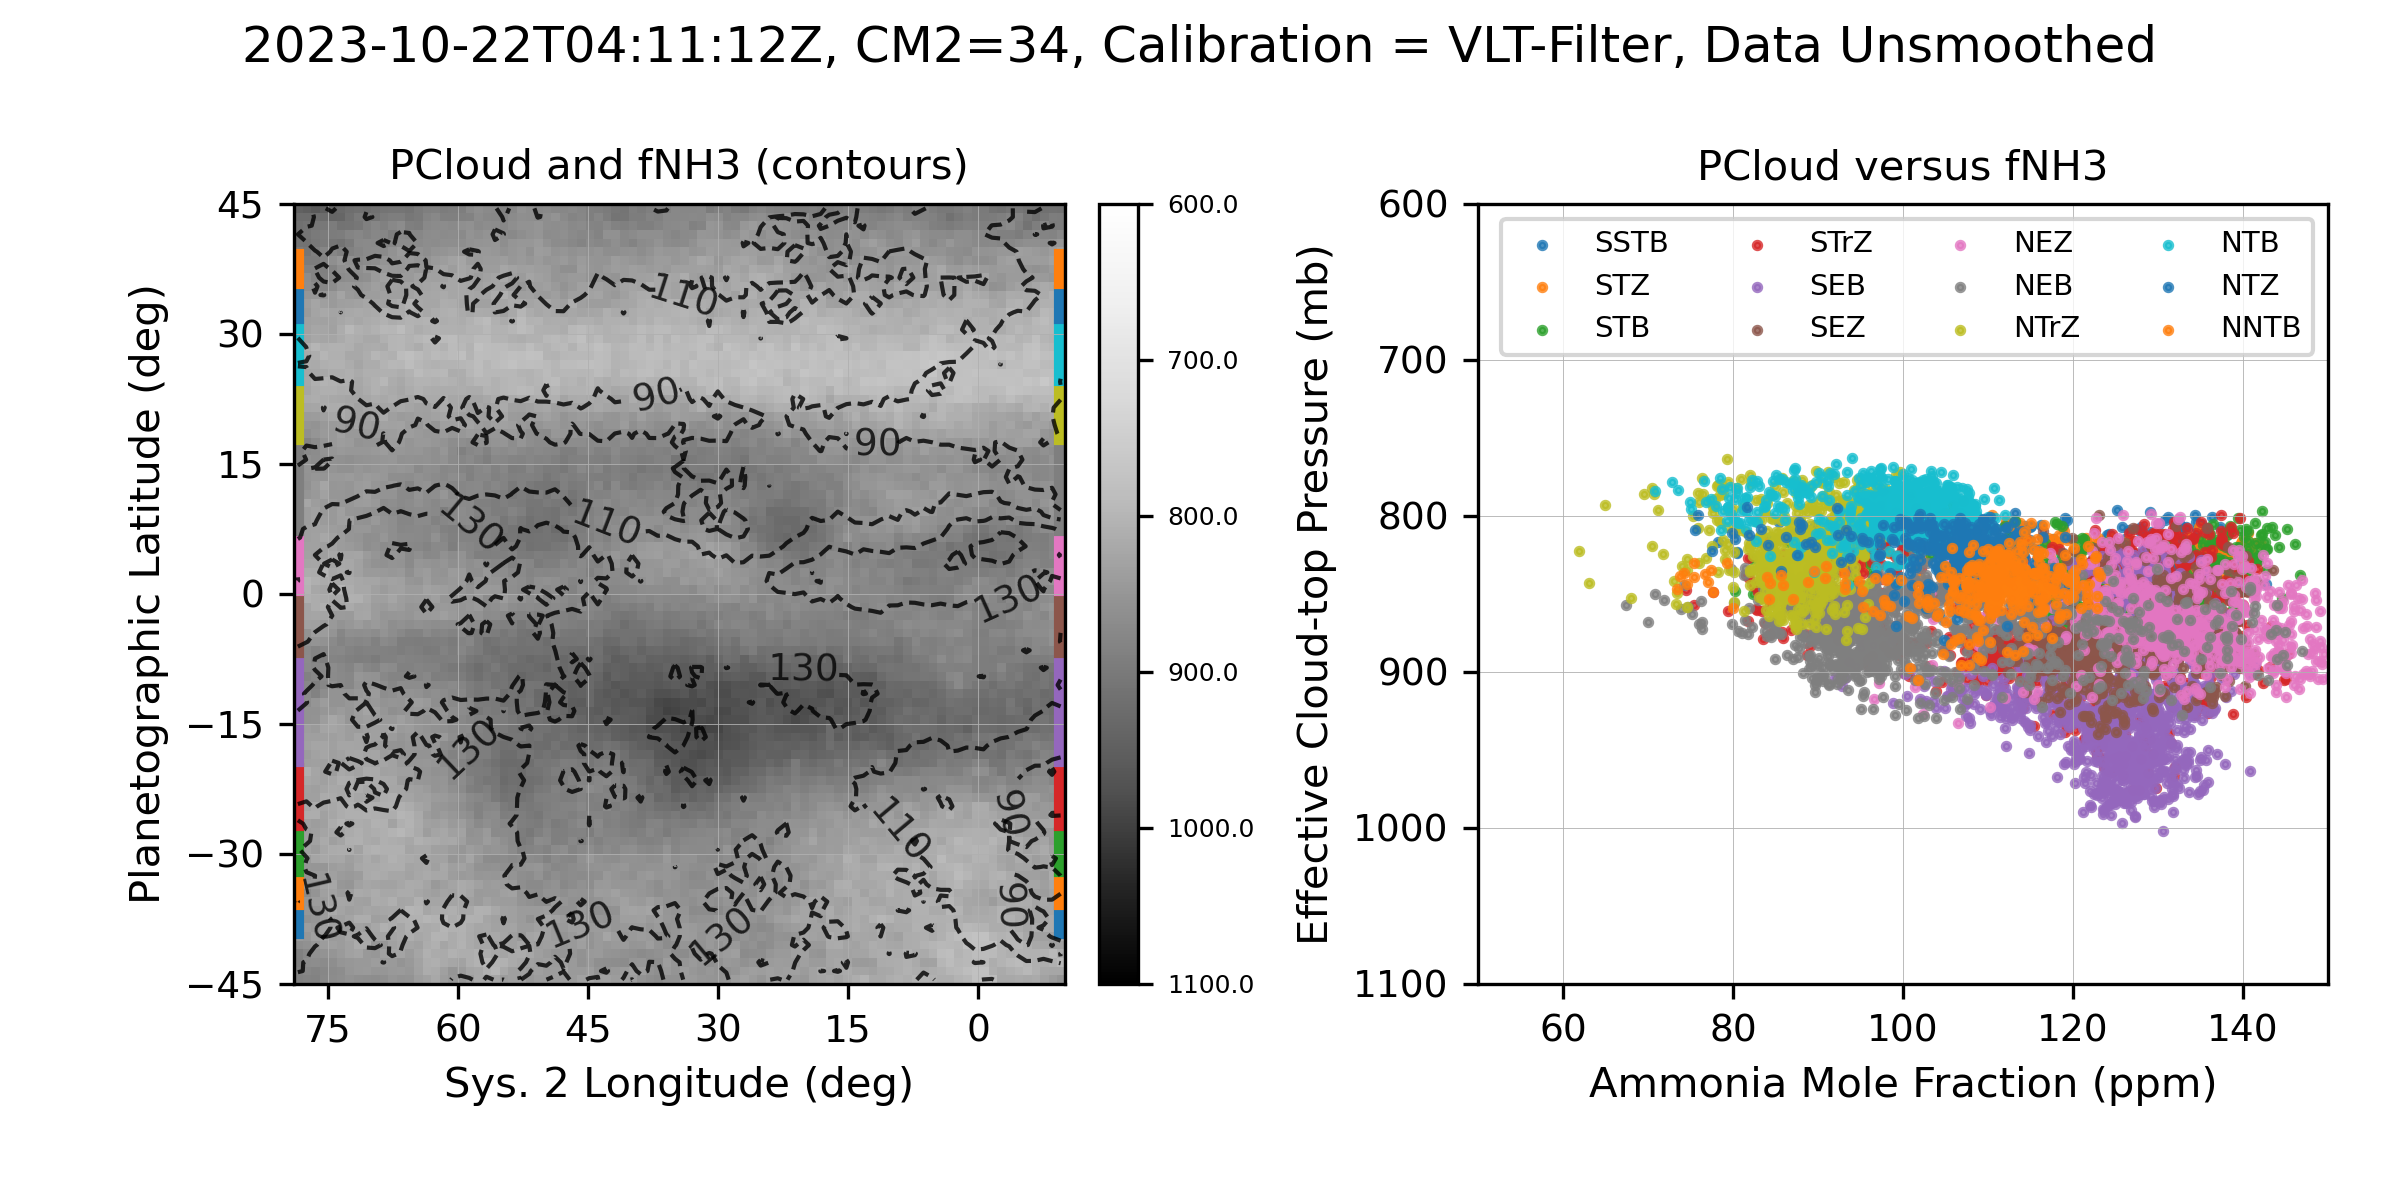 2023-10-22T04:11:12Z, CM2=34, Calibration = VLT-Filter, Data Unsmoothed
PCloud and fNH3 (contours)
Planetographic Latitude (deg)
45
30
15
0
−15
−30
−45
110
90
90
90
130
110
130
130
130
110
90
90
130
130
130
75
60
45
30
15
0
Sys. 2 Longitude (deg)
600.0
700.0
800.0
900.0
1000.0
1100.0
PCloud versus fNH3
Effective Cloud-top Pressure (mb)
600
700
800
900
1000
1100
SSTB
STZ
STB
STrZ
SEB
SEZ
NEZ
NEB
NTrZ
NTB
NTZ
NNTB
60
80
100
120
140
Ammonia Mole Fraction (ppm)